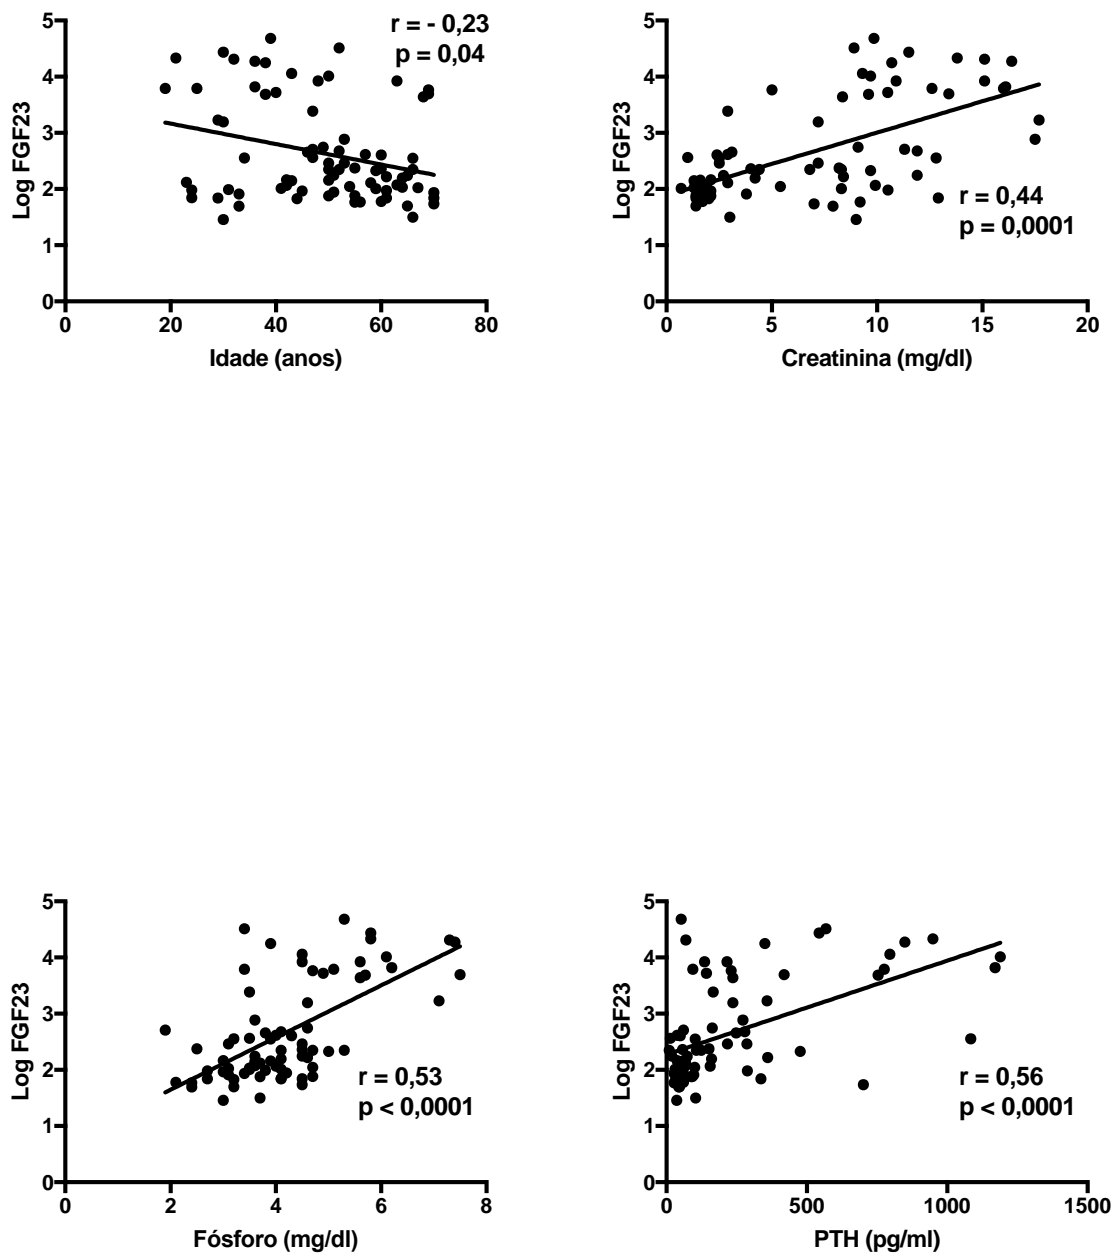 r = - 0,23
p = 0,04
Log FGF23
5
4
3
2
1
0
0 20 40 60 80
Idade (anos)
r = 0,44
p = 0,0001
Log FGF23
5
4
3
2
1
0
0 5 10 15 20
Creatinina (mg/dl)
r = 0,53
p < 0,0001
Log FGF23
5
4
3
2
1
0
0 2 4 6 8
Fósforo (mg/dl)
r = 0,56
p < 0,0001
Log FGF23
5
4
3
2
1
0
0 500 1000 1500
PTH (pg/ml)